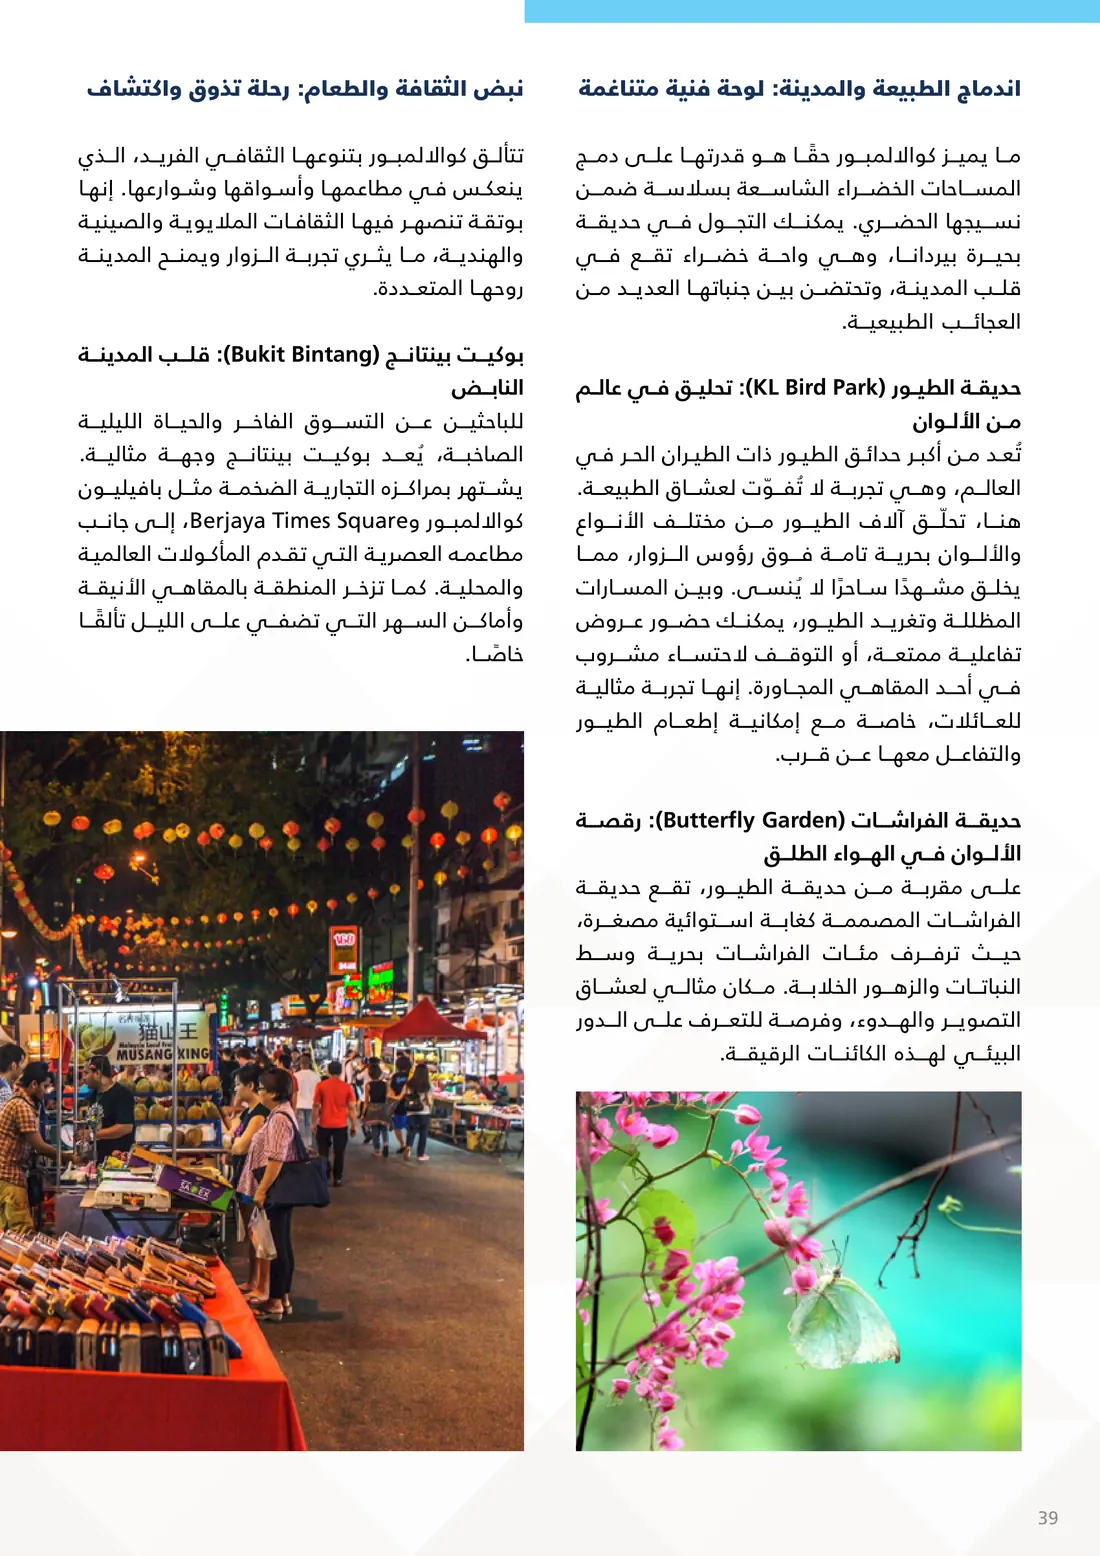 اندماج الطبيعة والمدينة: لوحة فنية متناغمة
ما يميز كوالالمبور حقًا هو قدرتها على دمج
المساحات الخضراء الشاسعة بسلاسة ضمن
نسيجها الحضري. يمكنك التجول في حديقة
بحيرة بيردانا، وهي واحة خضراء تقع في
قلب المدينة، وتحتضن بين جنباتها العديد من
العجائب الطبيعية.
حديقة الطيور (KL Bird Park): تحليق في عالم
من الألوان
تُعد من أكبر حدائق الطيور ذات الطيران الحر في
العالم، وهي تجربة لا تُفوّت لعشاق الطبيعة.
هنا، تحلّق آلاف الطيور من مختلف الأنواع
والألوان بحرية تامة فوق رؤوس الزوار، مما
يخلق مشهدًا ساحرًا لا يُنسى. وبين المسارات
المظللة وتغريد الطيور، يمكنك حضور عروض
تفاعلية ممتعة، أو التوقف لاحتساء مشروب
في أحد المقاهي المجاورة. إنها تجربة مثالية
للعائلات، خاصة مع إمكانية إطعام الطيور
والتفاعل معها عن قرب.
حديقة الفراشات (Butterfly Garden): رقصة
الألوان في الهواء الطلق
على مقربة من حديقة الطيور، تقع حديقة
الفراشات المصممة كغابة استوائية مصغرة،
حيث ترفرف مئات الفراشات بحرية وسط
النباتات والزهور الخلابة. مكان مثالي لعشاق
التصوير والهدوء، وفرصة للتعرف على الدور
البيئي لهذه الكائنات الرقيقة.
نبض الثقافة والطعام: رحلة تذوق واكتشاف
تتألق كوالالمبور بتنوعها الثقافي الفريد، الذي
ينعكس في مطاعمها وأسواقها وشوارعها. إنها
بوتقة تنصهر فيها الثقافات الملايوية والصينية
والهندية، ما يثري تجربة الزوار ويمنح المدينة
روحها المتعددة.
بوكيت بينتانج (Bukit Bintang): قلب المدينة
النابض
للباحثين عن التسوق الفاخر والحياة الليلية
الصاخبة، يُعد بوكيت بينتانج وجهة مثالية.
يشتهر بمراكزه التجارية الضخمة مثل بافيليون
كوالالمبور وBerjaya Times Square، إلى جانب
مطاعمه العصرية التي تقدم المأكولات العالمية
والمحلية. كما تزخر المنطقة بالمقاهي الأنيقة
وأماكن السهر التي تضفي على الليل تألقًا
خاصًا.
猫山王
MUSANG KING
39